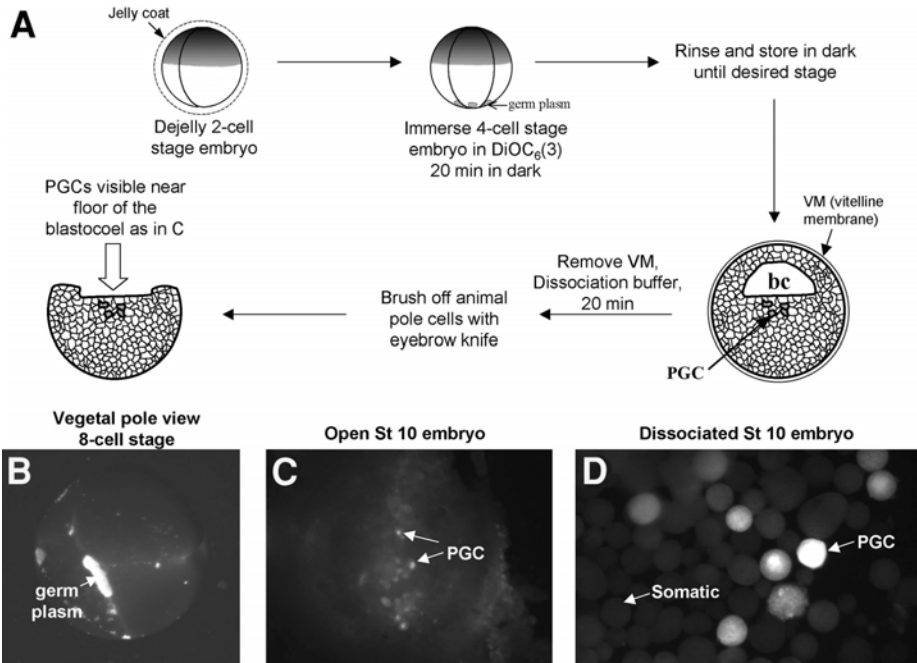 A
Jelly coat
Dejelly 2-cell
stage embryo
germ plasm
Immerse 4-cell stage
embryo in DiOC6(3)
20 min in dark
Rinse and store in dark
until desired stage
VM (vitelline
membrane)
bc
PGC
Remove VM,
Dissociation buffer,
20 min
Brush off animal
pole cells with
eyebrow knife
PGCs visible near
floor of the
blastocoel as in C
Vegetal pole view
8-cell stage
B
germ
plasm
Open St 10 embryo
C
PGC
Dissociated St 10 embryo
D
PGC
Somatic